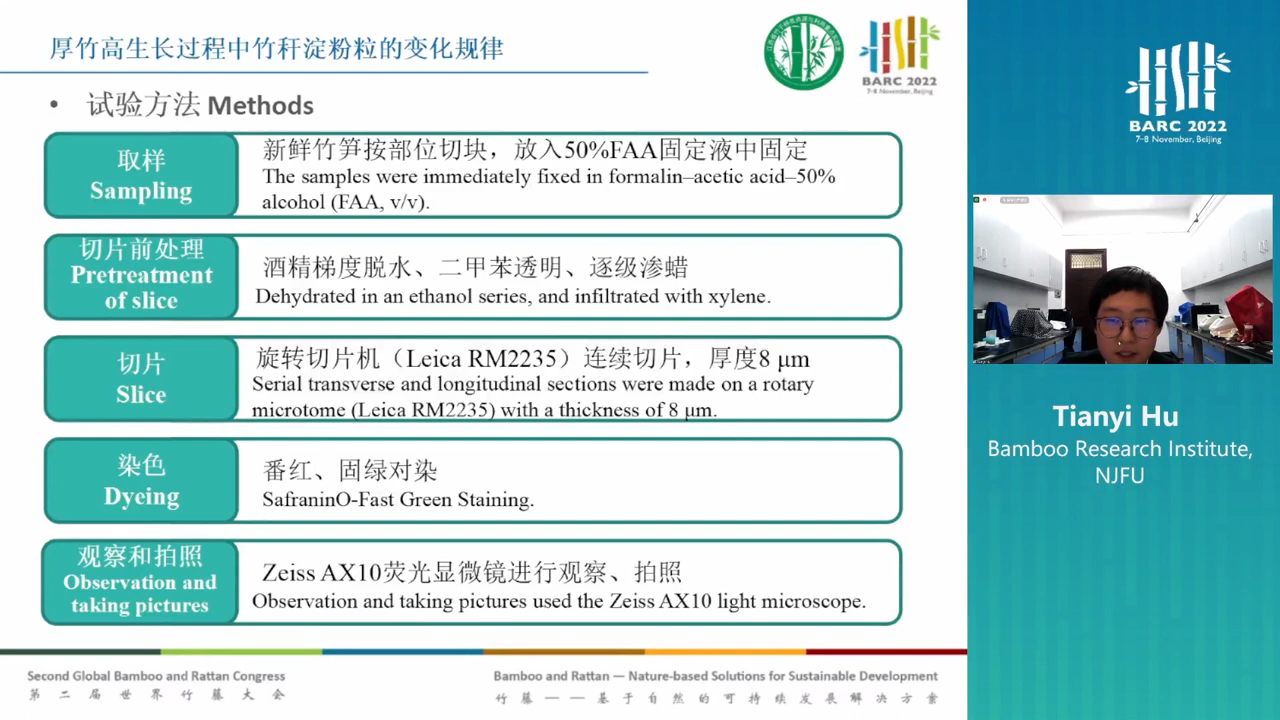 厚竹高生长过程中竹秆淀粉粒的变化规律
BARC 2022
7-8 November, Beijing
• 试验方法 Methods
取样
Sampling
新鲜竹笋按部位切块，放入50%FAA固定液中固定
The samples were immediately fixed in formalin–acetic acid–50%
alcohol (FAA, v/v).
切片前处理
Pretreatment
of slice
酒精梯度脱水、二甲苯透明、逐级渗蜡
Dehydrated in an ethanol series, and infiltrated with xylene.
切片
Slice
旋转切片机（Leica RM2235）连续切片，厚度8 μm
Serial transverse and longitudinal sections were made on a rotary
microtome (Leica RM2235) with a thickness of 8 μm.
染色
Dyeing
番红、固绿对染
SafraninO-Fast Green Staining.
观察和拍照
Observation and
taking pictures
Zeiss AX10荧光显微镜进行观察、拍照
Observation and taking pictures used the Zeiss AX10 light microscope.
Second Global Bamboo and Rattan Congress
第二届世界竹藤大会
Bamboo and Rattan — Nature-based Solutions for Sustainable Development
竹藤——基于自然的可持续发展解决方案
BARC 2022
7-8 November, Beijing
Tianyi Hu
Bamboo Research Institute,
NJFU